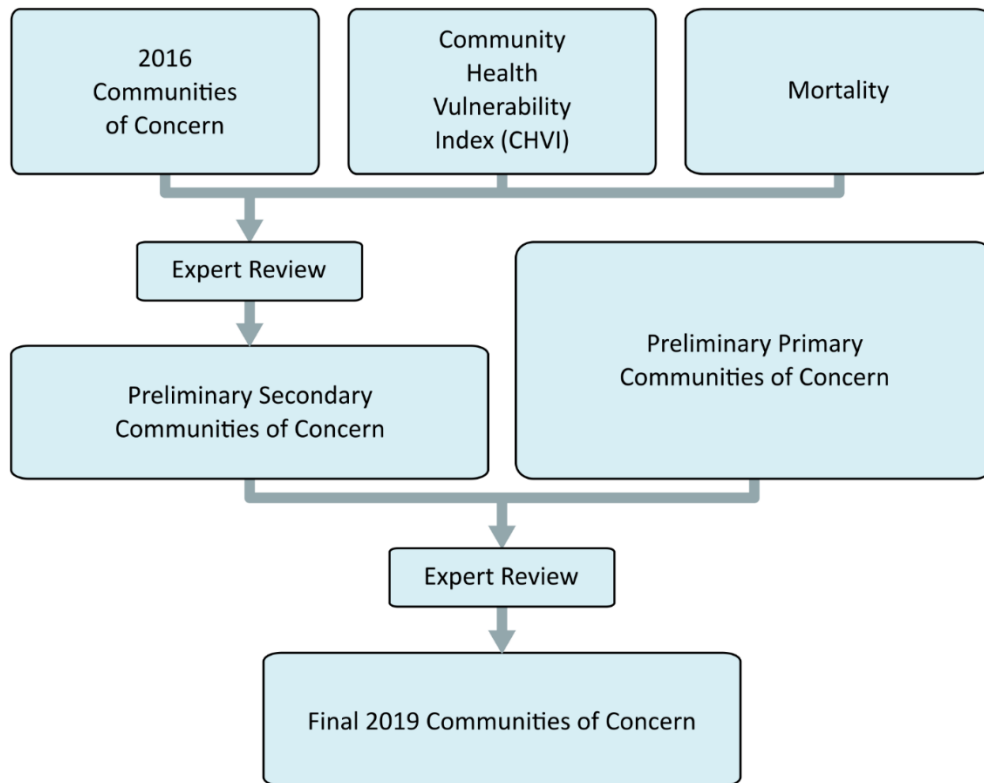 2016
Communities
of Concern
Community
Health
Vulnerability
Index (CHVI)
Mortality
Expert Review
Preliminary Primary
Communities of Concern
Preliminary Secondary
Communities of Concern
Expert Review
Final 2019 Communities of Concern